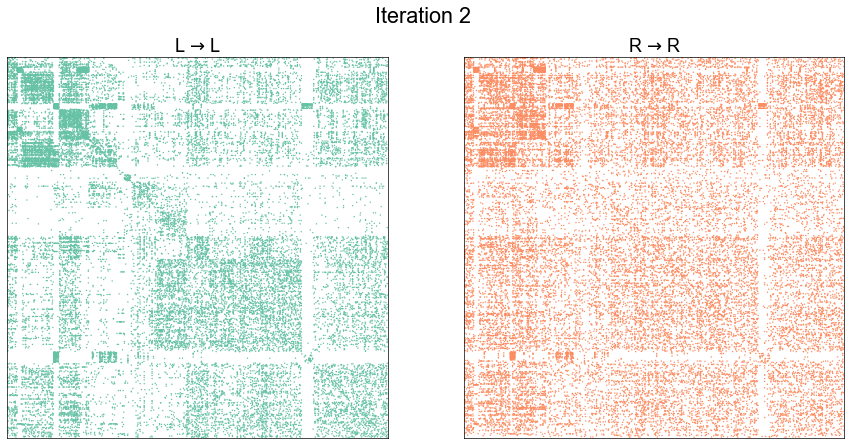 Iteration 2
L → L
R → R